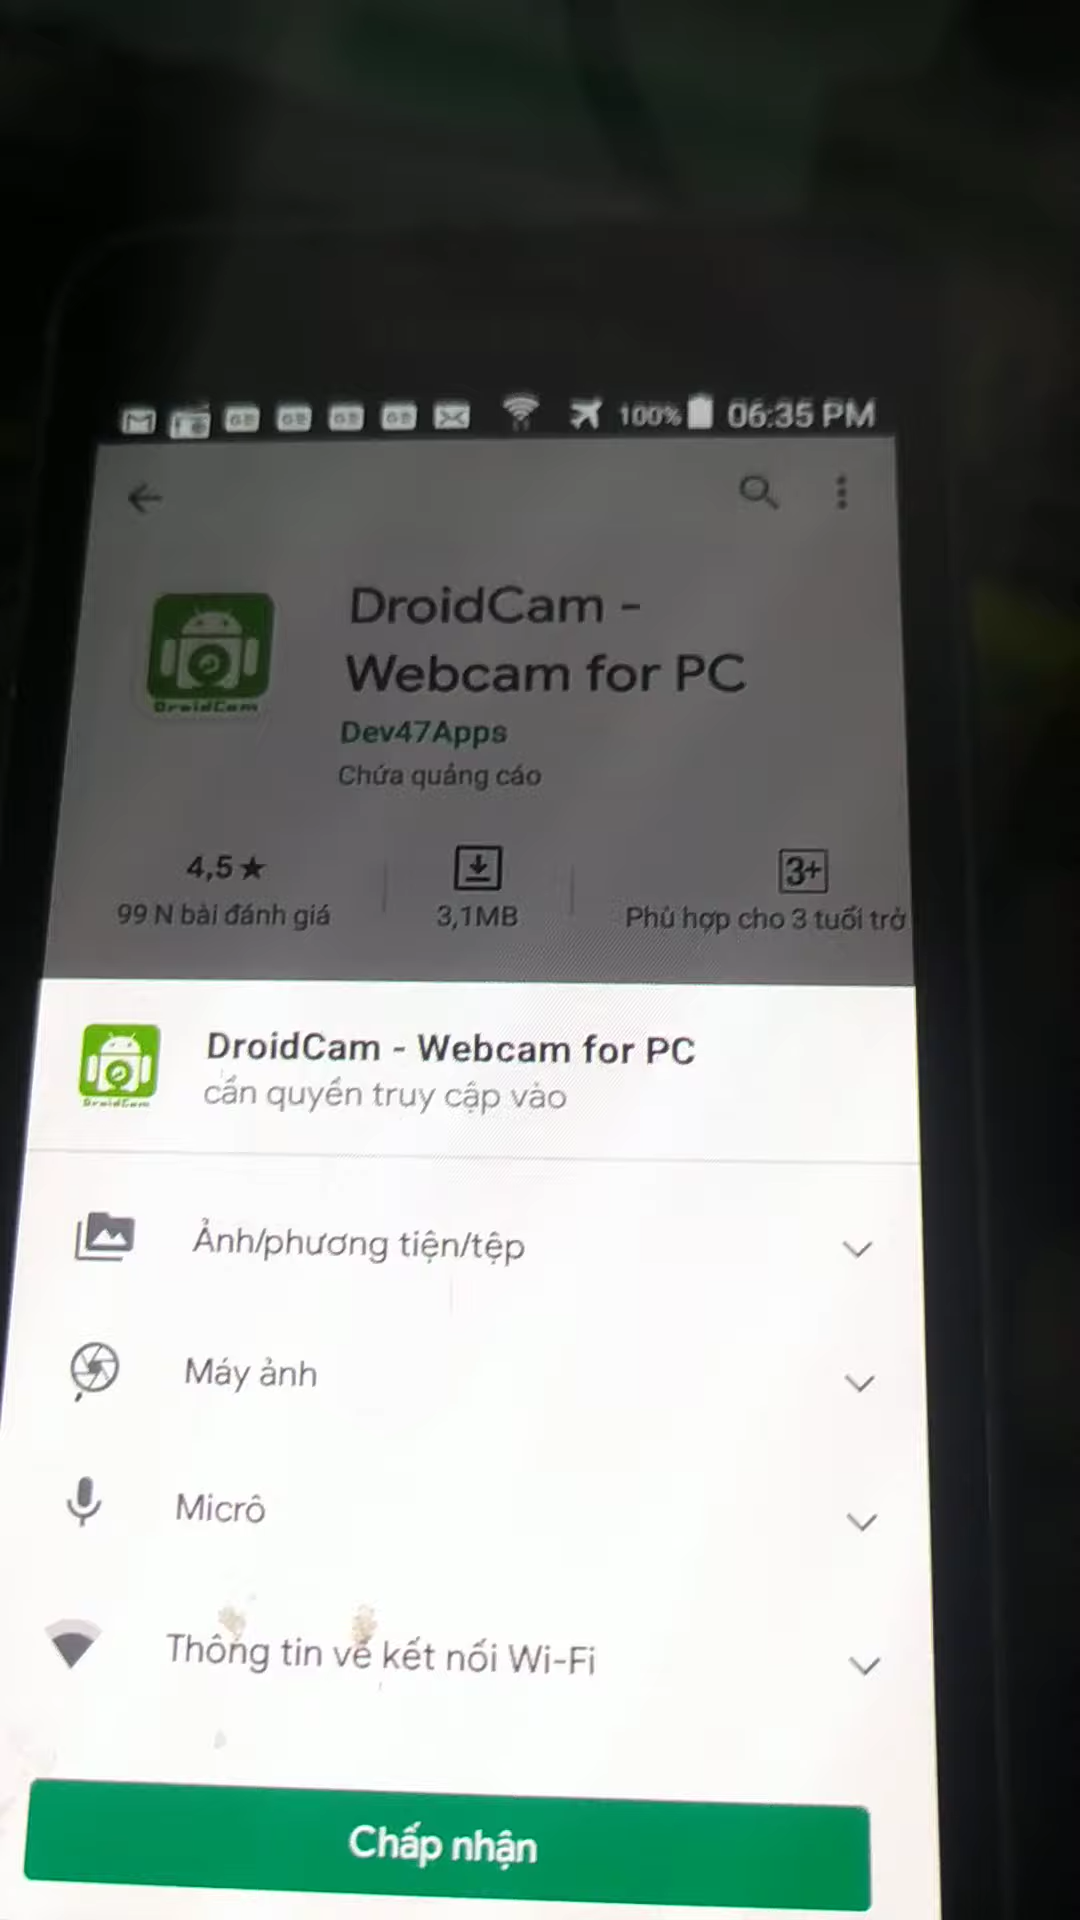 100% 06:35 PM
DroidCam -
Webcam for PC
DroidCam
Dev47Apps
Chứa quảng cáo
4,5★
3+
99 N bài đánh giá
3,1MB
Phù hợp cho 3 tuổi trở
DroidCam - Webcam for PC
cần quyền truy cập vào
DroidCam
Ảnh/phương tiện/tệp
Máy ảnh
Micrô
Thông tin về kết nối Wi-Fi
Chấp nhận